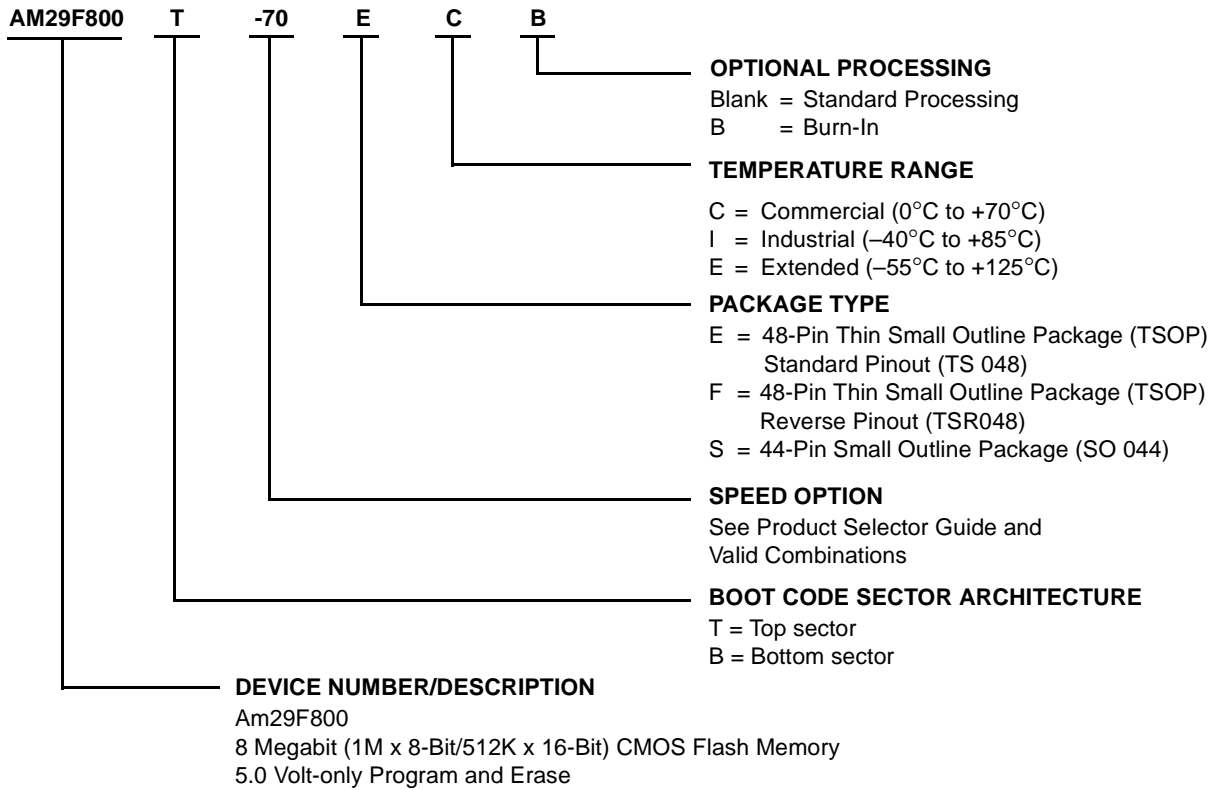 AM29F800 T -70 E C B
OPTIONAL PROCESSING
Blank = Standard Processing
B = Burn-In
TEMPERATURE RANGE
C = Commercial (0°C to +70°C)
I = Industrial (–40°C to +85°C)
E = Extended (–55°C to +125°C)
PACKAGE TYPE
E = 48-Pin Thin Small Outline Package (TSOP)
Standard Pinout (TS 048)
F = 48-Pin Thin Small Outline Package (TSOP)
Reverse Pinout (TSR048)
S = 44-Pin Small Outline Package (SO 044)
SPEED OPTION
See Product Selector Guide and
Valid Combinations
BOOT CODE SECTOR ARCHITECTURE
T = Top sector
B = Bottom sector
DEVICE NUMBER/DESCRIPTION
Am29F800
8 Megabit (1M x 8-Bit/512K x 16-Bit) CMOS Flash Memory
5.0 Volt-only Program and Erase